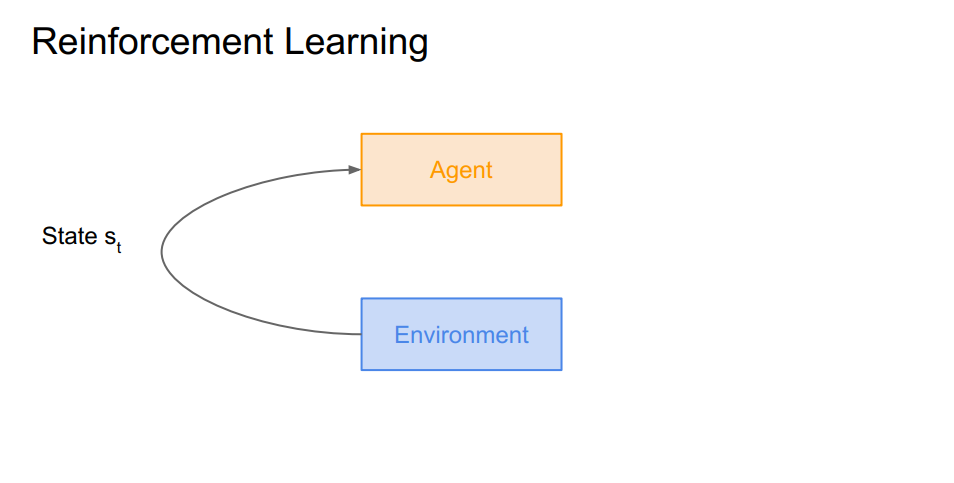 Reinforcement Learning
Agent
State sₜ
Environment